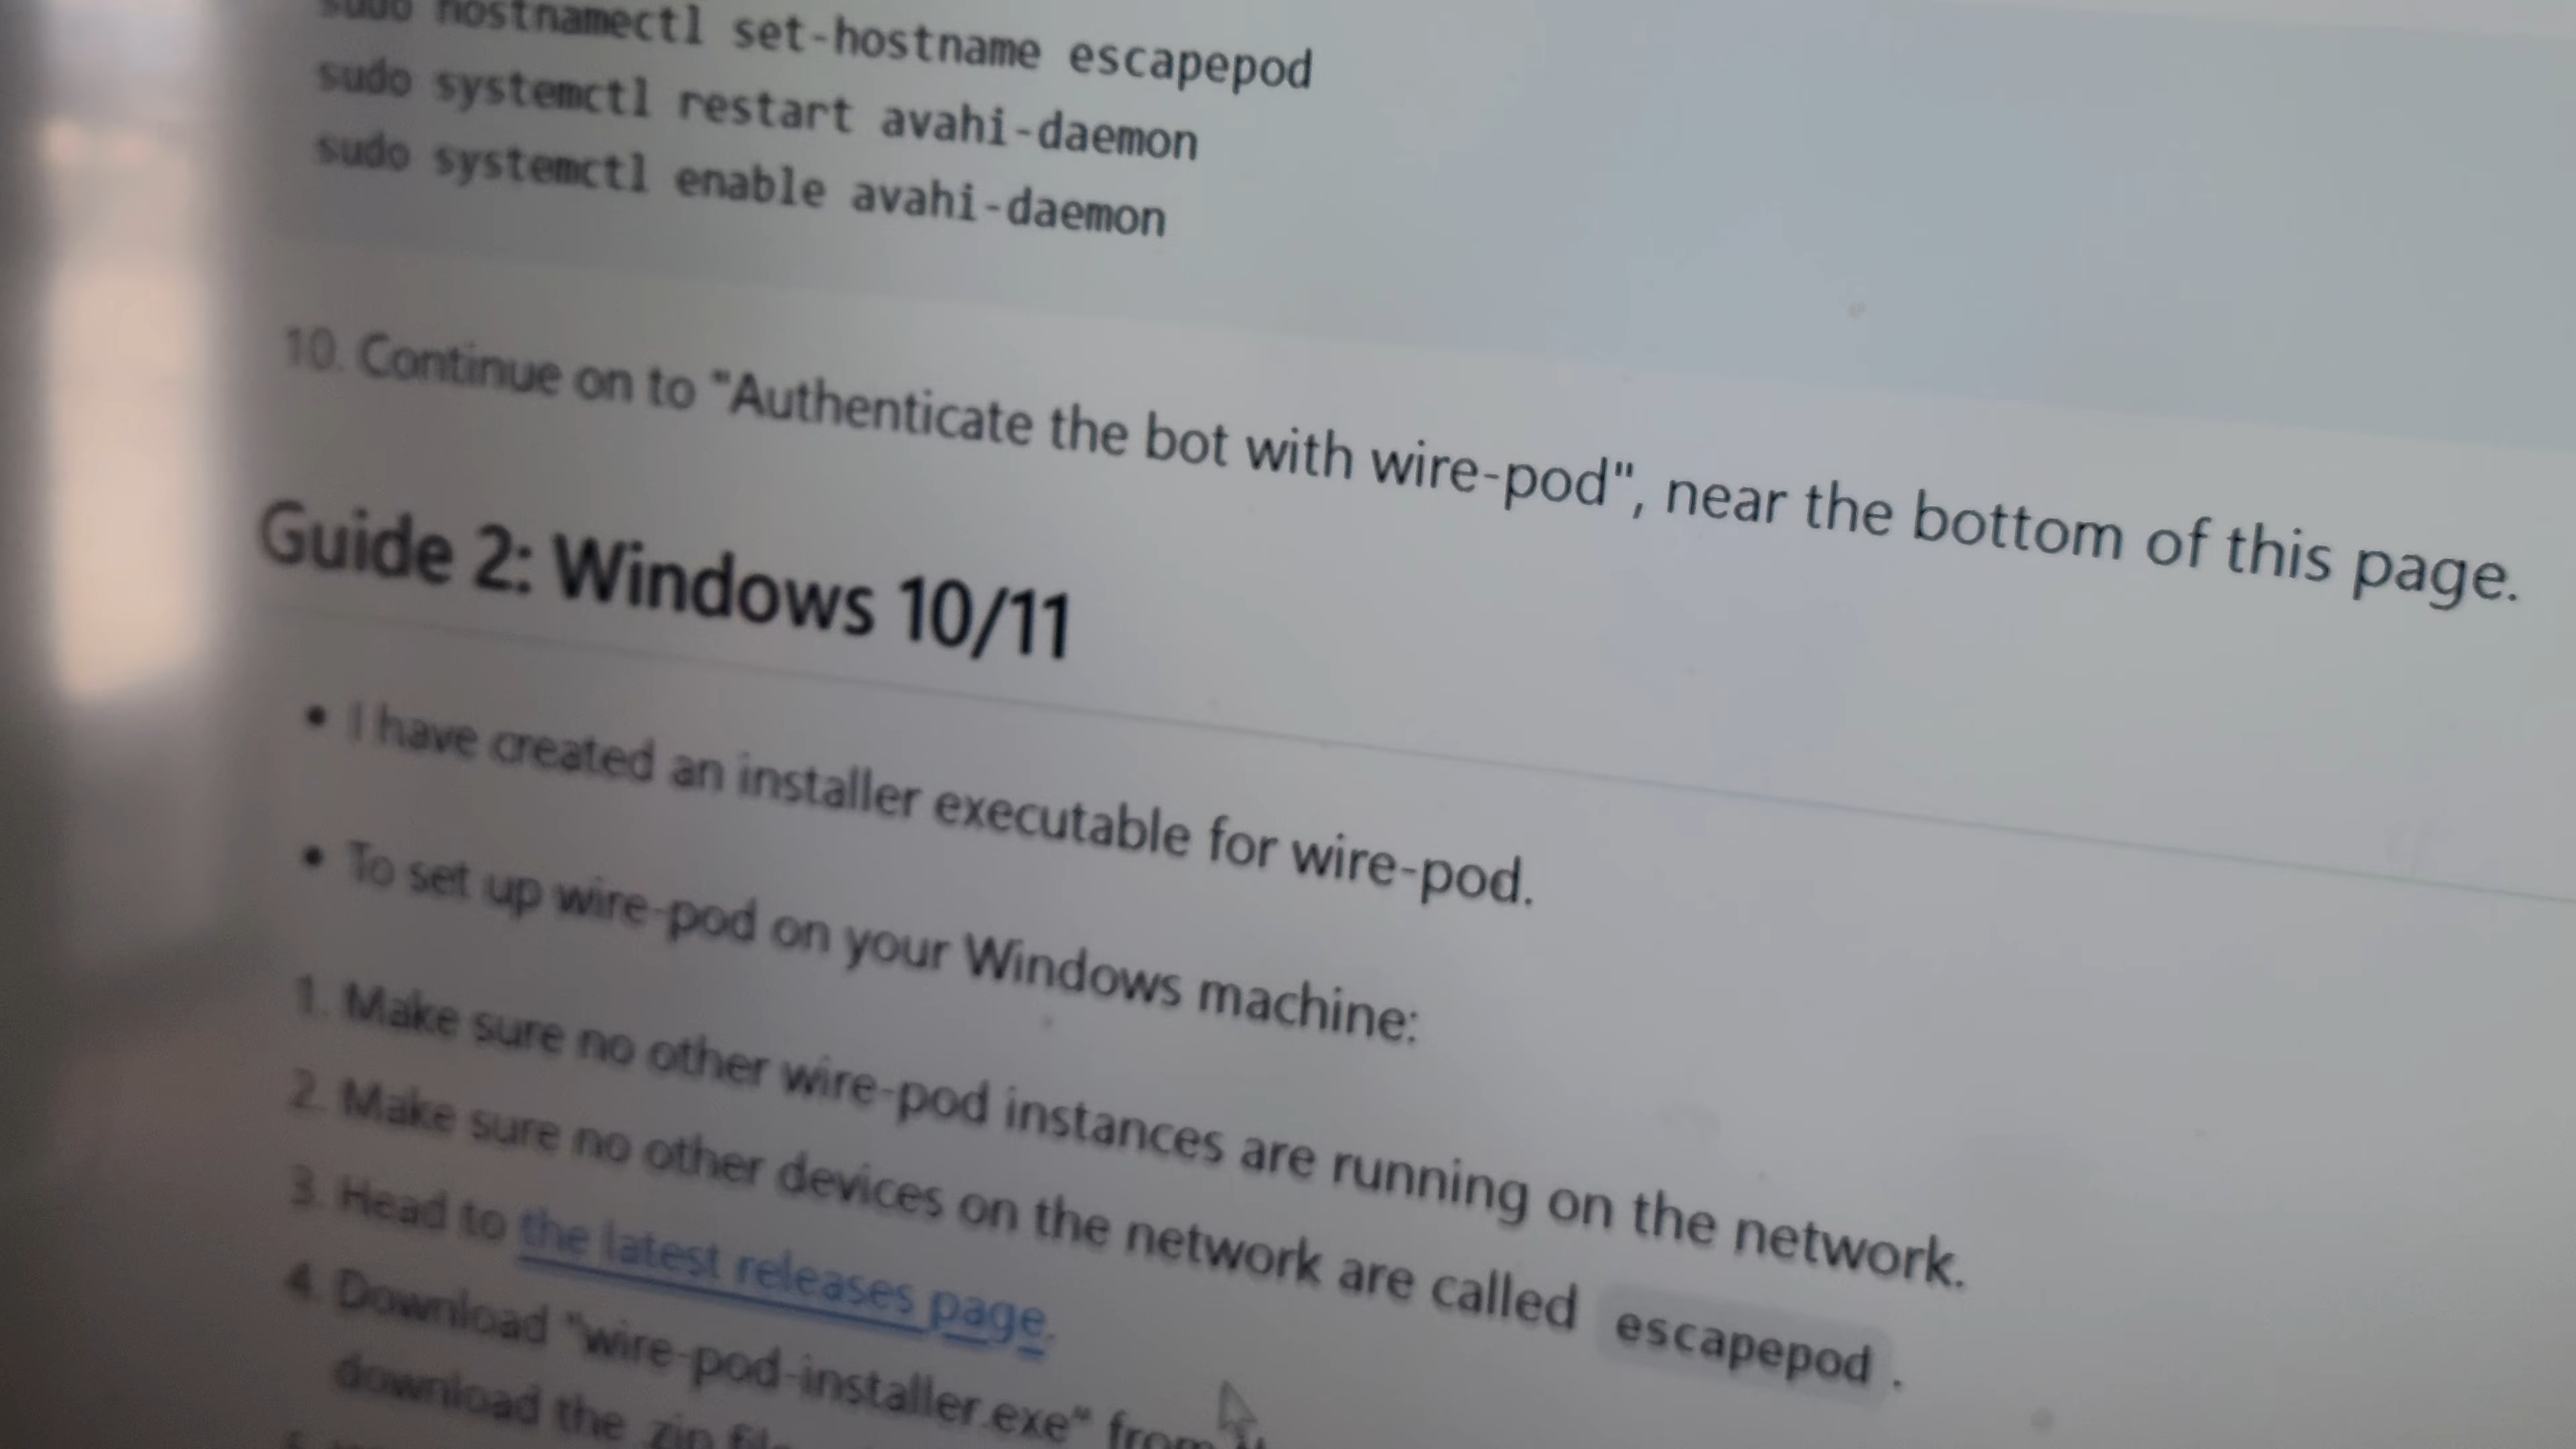 sudo hostnamectl set-hostname escapepod
sudo systemctl restart avahi-daemon
sudo systemctl enable avahi-daemon
10. Continue on to "Authenticate the bot with wire-pod", near the bottom of this page.
Guide 2: Windows 10/11
• I have created an installer executable for wire-pod.
• To set up wire-pod on your Windows machine:
1. Make sure no other wire-pod instances are running on the network.
2. Make sure no other devices on the network are called escapepod .
3. Head to the latest releases page.
4. Download "wire-pod-installer.exe" from
download the zip